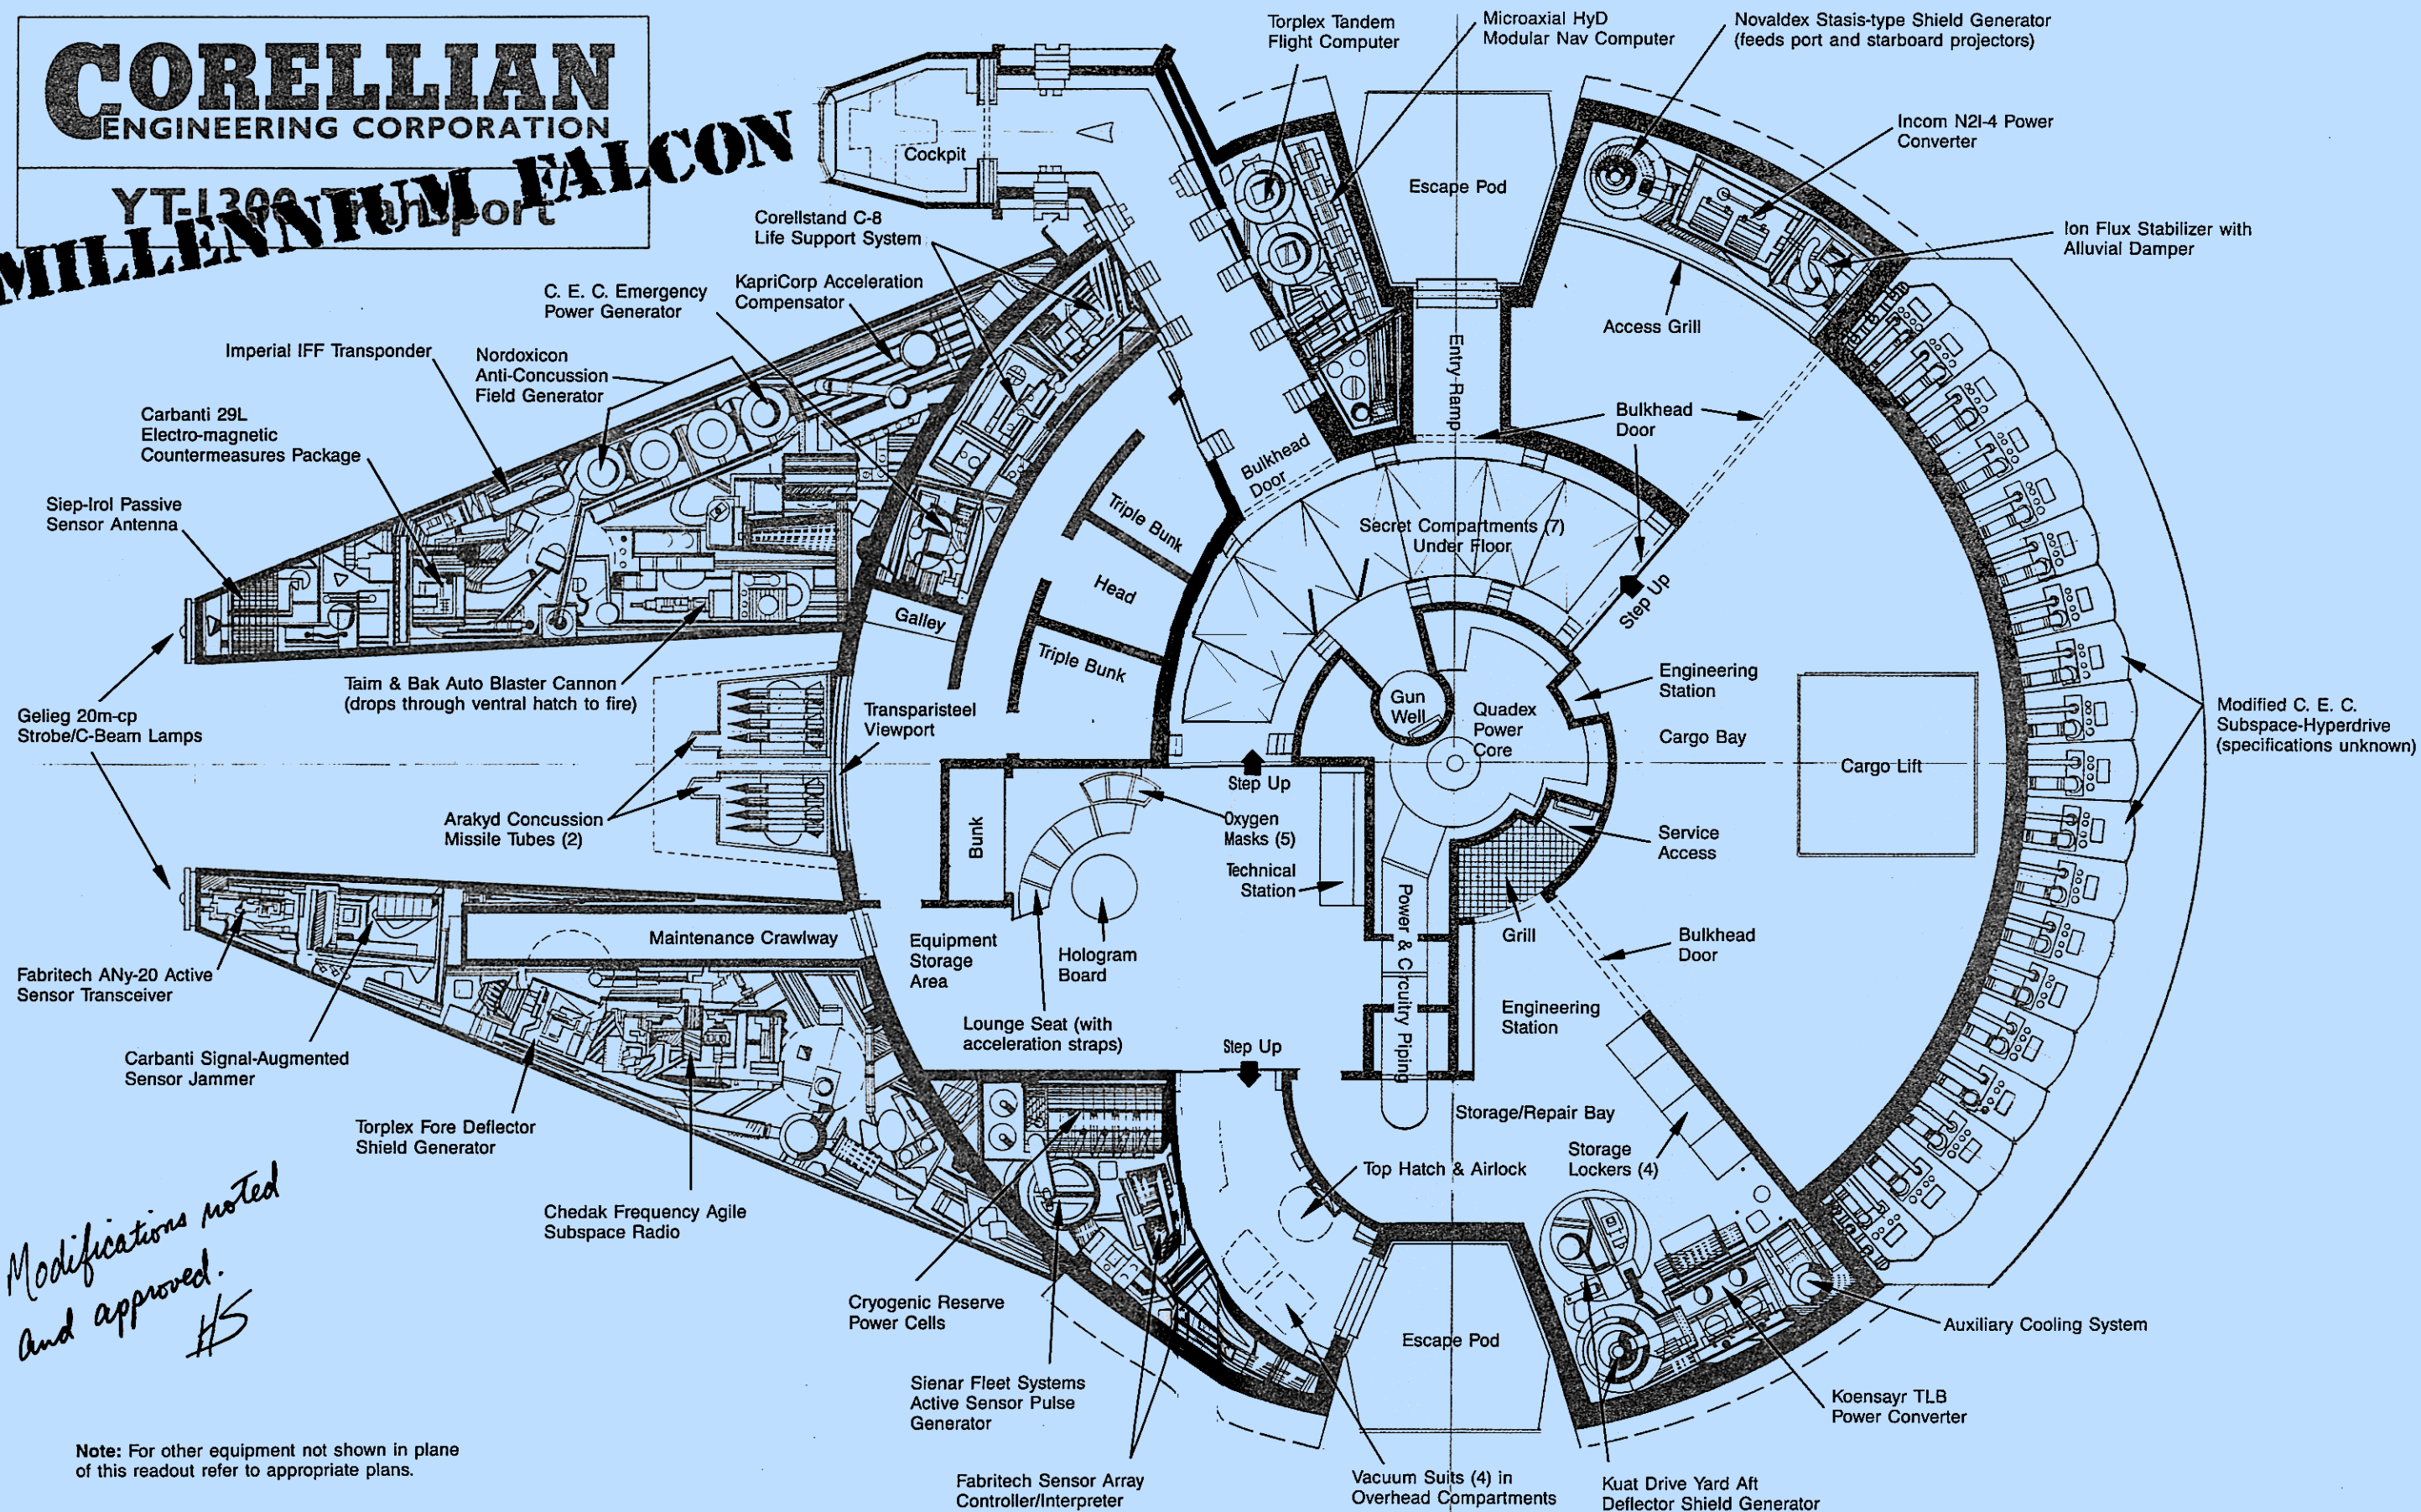 CORELLIAN
ENGINEERING CORPORATION
YT-1300 Transport
MILLENNIUM FALCON
Torplex Tandem
Flight Computer
Microaxial HyD
Modular Nav Computer
Novaldex Stasis-type Shield Generator
(feeds port and starboard projectors)
Incom N2I-4 Power
Converter
Ion Flux Stabilizer with
Alluvial Damper
Cockpit
Escape Pod
Access Grill
Corellstand C-8
Life Support System
KapriCorp Acceleration
Compensator
C. E. C. Emergency
Power Generator
Imperial IFF Transponder
Nordoxicon
Anti-Concussion
Field Generator
Carbanti 29L
Electro-magnetic
Countermeasures Package
Siep-Irol Passive
Sensor Antenna
Entry Ramp
Bulkhead
Door
Bulkhead
Door
Secret Compartments (7)
Under Floor
Step Up
Triple Bunk
Head
Triple Bunk
Galley
Taim & Bak Auto Blaster Cannon
(drops through ventral hatch to fire)
Gelieg 20m-cp
Strobe/C-Beam Lamps
Transparisteel
Viewport
Gun
Well
Quadex
Power
Core
Engineering
Station
Cargo Bay
Cargo Lift
Modified C. E. C.
Subspace-Hyperdrive
(specifications unknown)
Step Up
Arakyd Concussion
Missile Tubes (2)
Bunk
Oxygen
Masks (5)
Technical
Station
Service
Access
Grill
Bulkhead
Door
Power & Circuitry Piping
Maintenance Crawlway
Equipment
Storage
Area
Hologram
Board
Lounge Seat (with
acceleration straps)
Engineering
Station
Step Up
Fabritech ANy-20 Active
Sensor Transceiver
Carbanti Signal-Augmented
Sensor Jammer
Torplex Fore Deflector
Shield Generator
Chedak Frequency Agile
Subspace Radio
Storage/Repair Bay
Storage
Lockers (4)
Top Hatch & Airlock
Modifications noted
and approved.
HS
Cryogenic Reserve
Power Cells
Sienar Fleet Systems
Active Sensor Pulse
Generator
Fabritech Sensor Array
Controller/Interpreter
Escape Pod
Vacuum Suits (4) in
Overhead Compartments
Auxiliary Cooling System
Koensayr TLB
Power Converter
Kuat Drive Yard Aft
Deflector Shield Generator
Note: For other equipment not shown in plane
of this readout refer to appropriate plans.